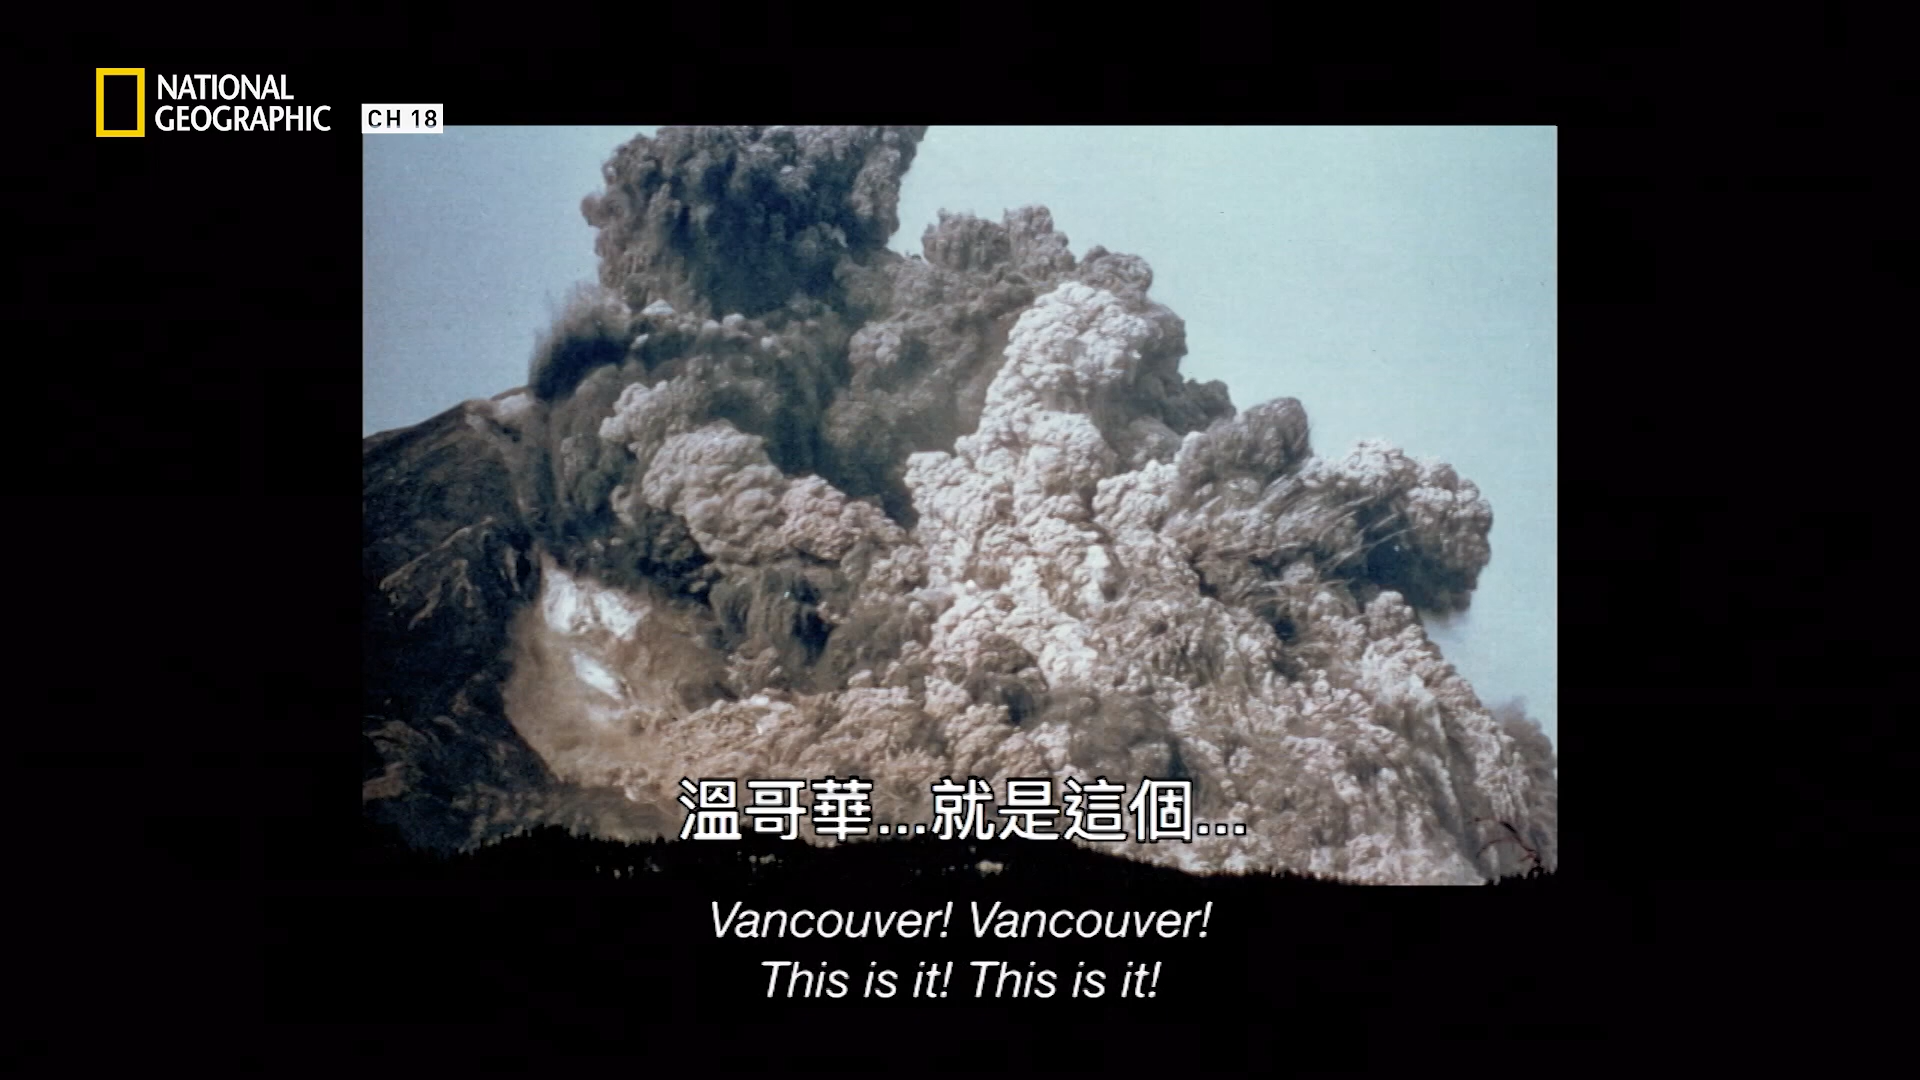 NATIONAL
GEOGRAPHIC
CH 18
溫哥華...就是這個...
Vancouver! Vancouver!
This is it! This is it!